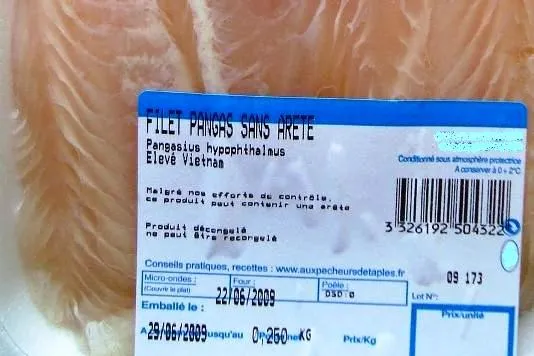 FILET PANGAS SANS ARETE
Pangasius hypophthalmus
Elevé Vietnam
Conditionné sous atmosphère protectrice
A conserver à 0 + 2°C
Malgré nos efforts de contrôle,
ce produit peut contenir une arête
3 326192 504322
Produit décongelé
ne peut être recongelé
Conseils pratiques, recettes : www.auxpecheursdetaples.fr
09 173
Micro-ondes : Four : Poêle :
(Couvrir le plat)
Lot N°:
22/06/2009
Emballé le :
Prix/unité
A 29/06/2009 usqu'au 0,260 KG Prix/Kg